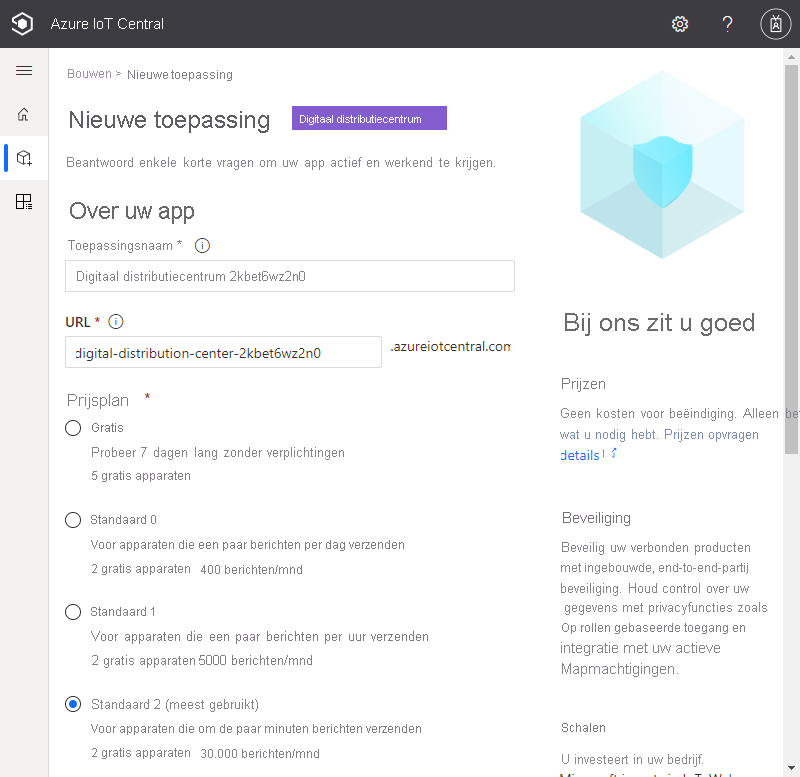 Azure IoT Central
?
Bouwen > Nieuwe toepassing
Nieuwe toepassing
Digitaal distributiecentrum
Beantwoord enkele korte vragen om uw app actief en werkend te krijgen.
Over uw app
Toepassingsnaam *
Digitaal distributiecentrum 2kbet6wz2n0
URL *
digital-distribution-center-2kbet6wz2n0
.azureiotcentral.com
Prijsplan *
Gratis
Probeer 7 dagen lang zonder verplichtingen
5 gratis apparaten
Standaard 0
Voor apparaten die een paar berichten per dag verzenden
2 gratis apparaten 400 berichten/mnd
Standaard 1
Voor apparaten die een paar berichten per uur verzenden
2 gratis apparaten 5000 berichten/mnd
Standaard 2 (meest gebruikt)
Voor apparaten die om de paar minuten berichten verzenden
2 gratis apparaten 30.000 berichten/mnd
Bij ons zit u goed
Prijzen
Geen kosten voor beëindiging. Alleen
wat u nodig hebt. Prijzen opvragen
details
Beveiliging
Beveilig uw verbonden producten
met ingebouwde, end-to-end-partij
beveiliging. Houd control over uw
gegevens met privacyfuncties zoals
Op rollen gebaseerde toegang en
integratie met uw actieve
Mapmachtigingen.
Schalen
U investeert in uw bedrijf.